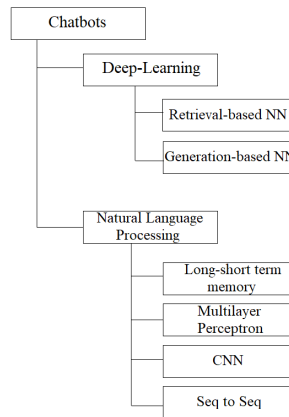 Chatbots
Deep-Learning
Retrieval-based NN
Generation-based NN
Natural Language
Processing
Long-short term
memory
Multilayer
Perceptron
CNN
Seq to Seq